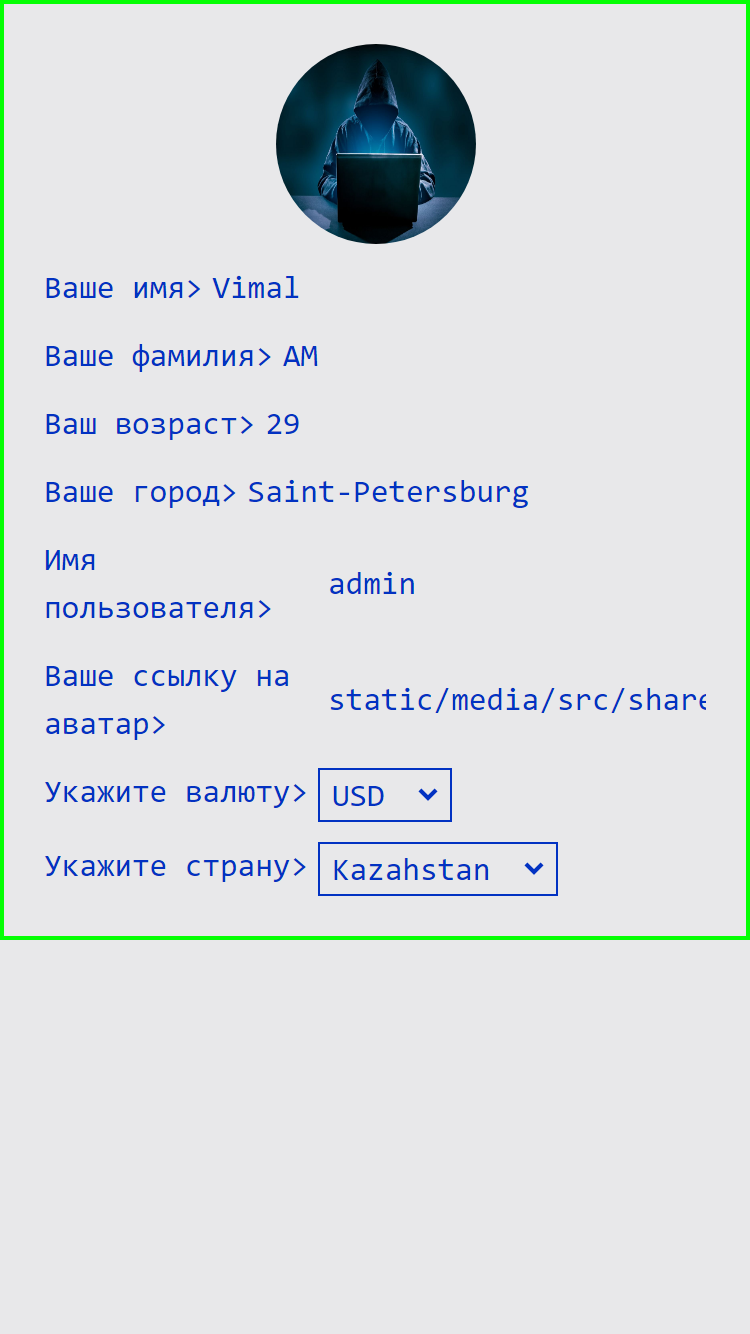 Ваше имя> Vimal
Ваше фамилия> AM
Ваш возраст> 29
Ваше город> Saint-Petersburg
Имя
пользователя> admin
Ваше ссылку на
аватар> static/media/src/share
Укажите валюту> USD
Укажите страну> Kazahstan